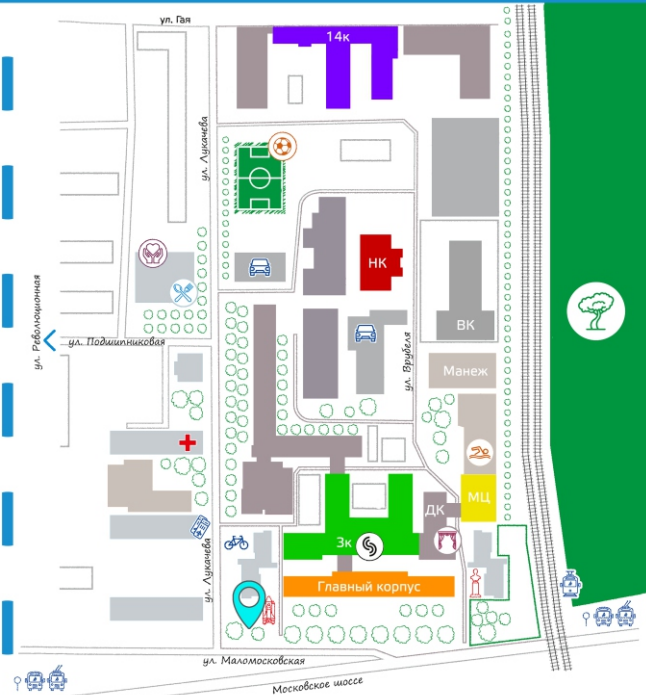 ул. Гая
14к
ул. Лукачева
НК
ул. Революционная
ВК
ул. Подшипниковая
ул. Врубеля
Манеж
МЦ
ДК
3к
ул. Лукачева
Главный корпус
ул. Маломосковская
Московское шоссе